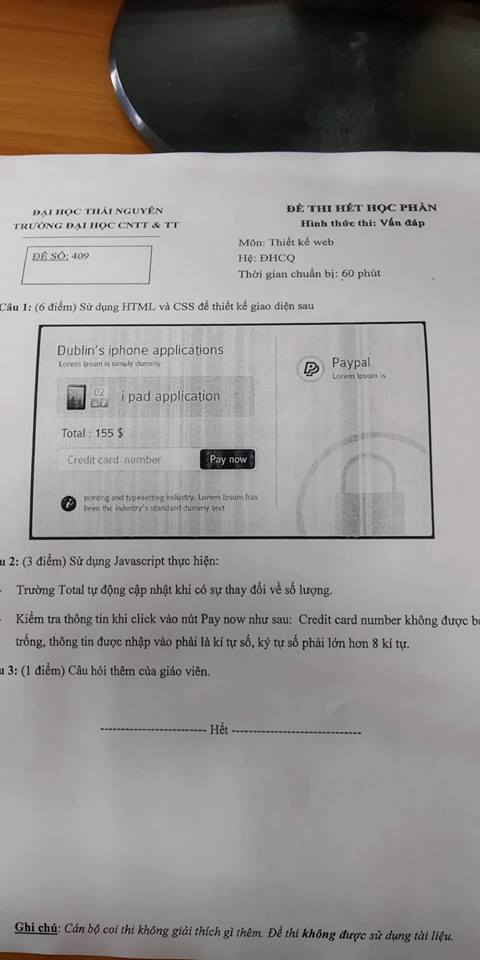 ĐẠI HỌC THÁI NGUYÊN
TRƯỜNG ĐẠI HỌC CNTT & TT
ĐỀ THI HẾT HỌC PHẦN
Hình thức thi: Vấn đáp
ĐỀ SỐ: 409
Môn: Thiết kế web
Hệ: ĐHCQ
Thời gian chuẩn bị: 60 phút
Câu 1: (6 điểm) Sử dụng HTML và CSS để thiết kế giao diện sau
Dublin's iphone applications
Lorem Ipsum is simply dummy
02
i pad application
Total : 155 $
Credit card number
Pay now
printing and typesetting industry. Lorem Ipsum has
been the industry's standard dummy text
Paypal
Lorem Ipsum is
u 2: (3 điểm) Sử dụng Javascript thực hiện:
Trường Total tự động cập nhật khi có sự thay đổi về số lượng.
Kiểm tra thông tin khi click vào nút Pay now như sau: Credit card number không được b
trống, thông tin được nhập vào phải là kí tự số, ký tự số phải lớn hơn 8 kí tự.
u 3: (1 điểm) Câu hỏi thêm của giáo viên.
Hết
Ghi chú: Cán bộ coi thi không giải thích gì thêm. Đề thi không được sử dụng tài liệu.